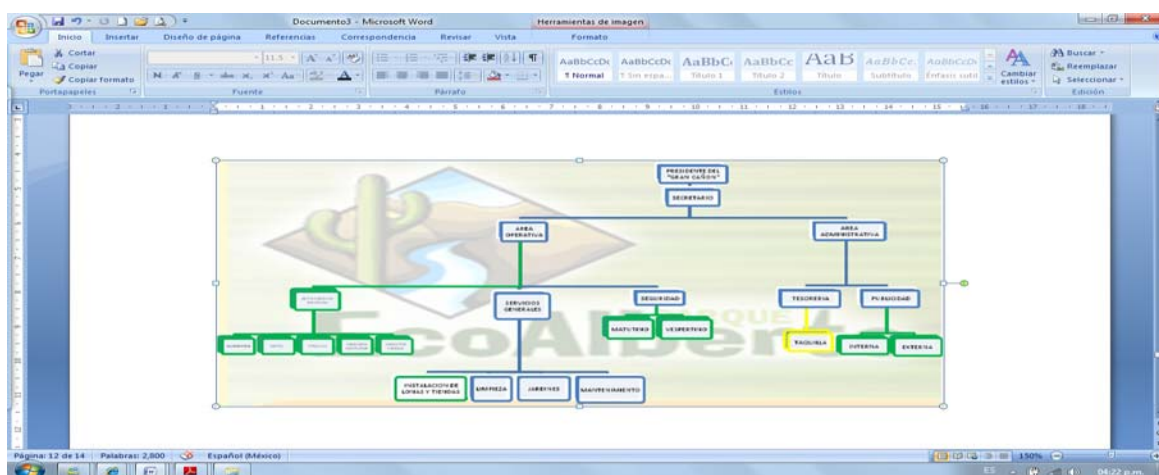 Documento3 - Microsoft Word
Herramientas de imagen
Inicio Insertar Diseño de página Referencias Correspondencia Revisar Vista Formato
Pegar
Cortar
Copiar
Copiar formato
Portapapeles
11.5
Fuente
Párrafo
AaBbCcDc AaBbCcDc AaBbC AaBbCc AaB AaBbCc. AaBbCcDc
¶ Normal ¶ Sin espa... Título 1 Título 2 Título Subtítulo Énfasis sutil
Cambiar estilos
Estilos
Buscar
Reemplazar
Seleccionar
Edición
PRESIDENTE DEL
"GRAN CAÑON"
SECRETARIO
AREA
OPERATIVA
AREA
ADMINISTRATIVA
SERVICIOS
GENERALES
SEGURIDAD
TESORERIA
PUBLICIDAD
MATUTINO
VESPERTINO
TAQUILLA
INTERNA
EXTERNA
EcoAlberto
INSTALACION DE
LONAS Y TIENDAS
LIMPIEZA
JARDINES
MANTENIMIENTO
Página: 12 de 14 Palabras: 2,800 Español (México) 150%
ES 04:22 p.m.